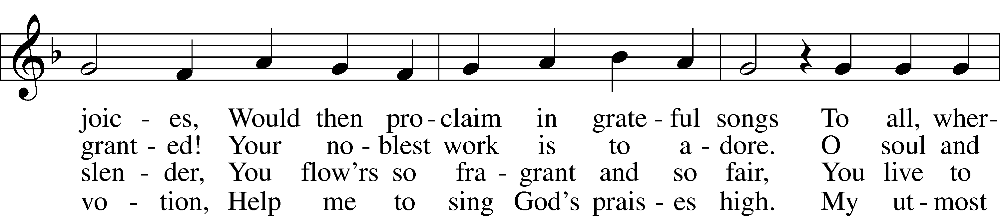 joic - es, Would then pro - claim in grate - ful songs To all, wher-
grant - ed! Your no - blest work is to a - dore. O soul and
slen - der, You flow'rs so fra - grant and so fair, You live to
vo - tion, Help me to sing God's prais - es high. My ut - most